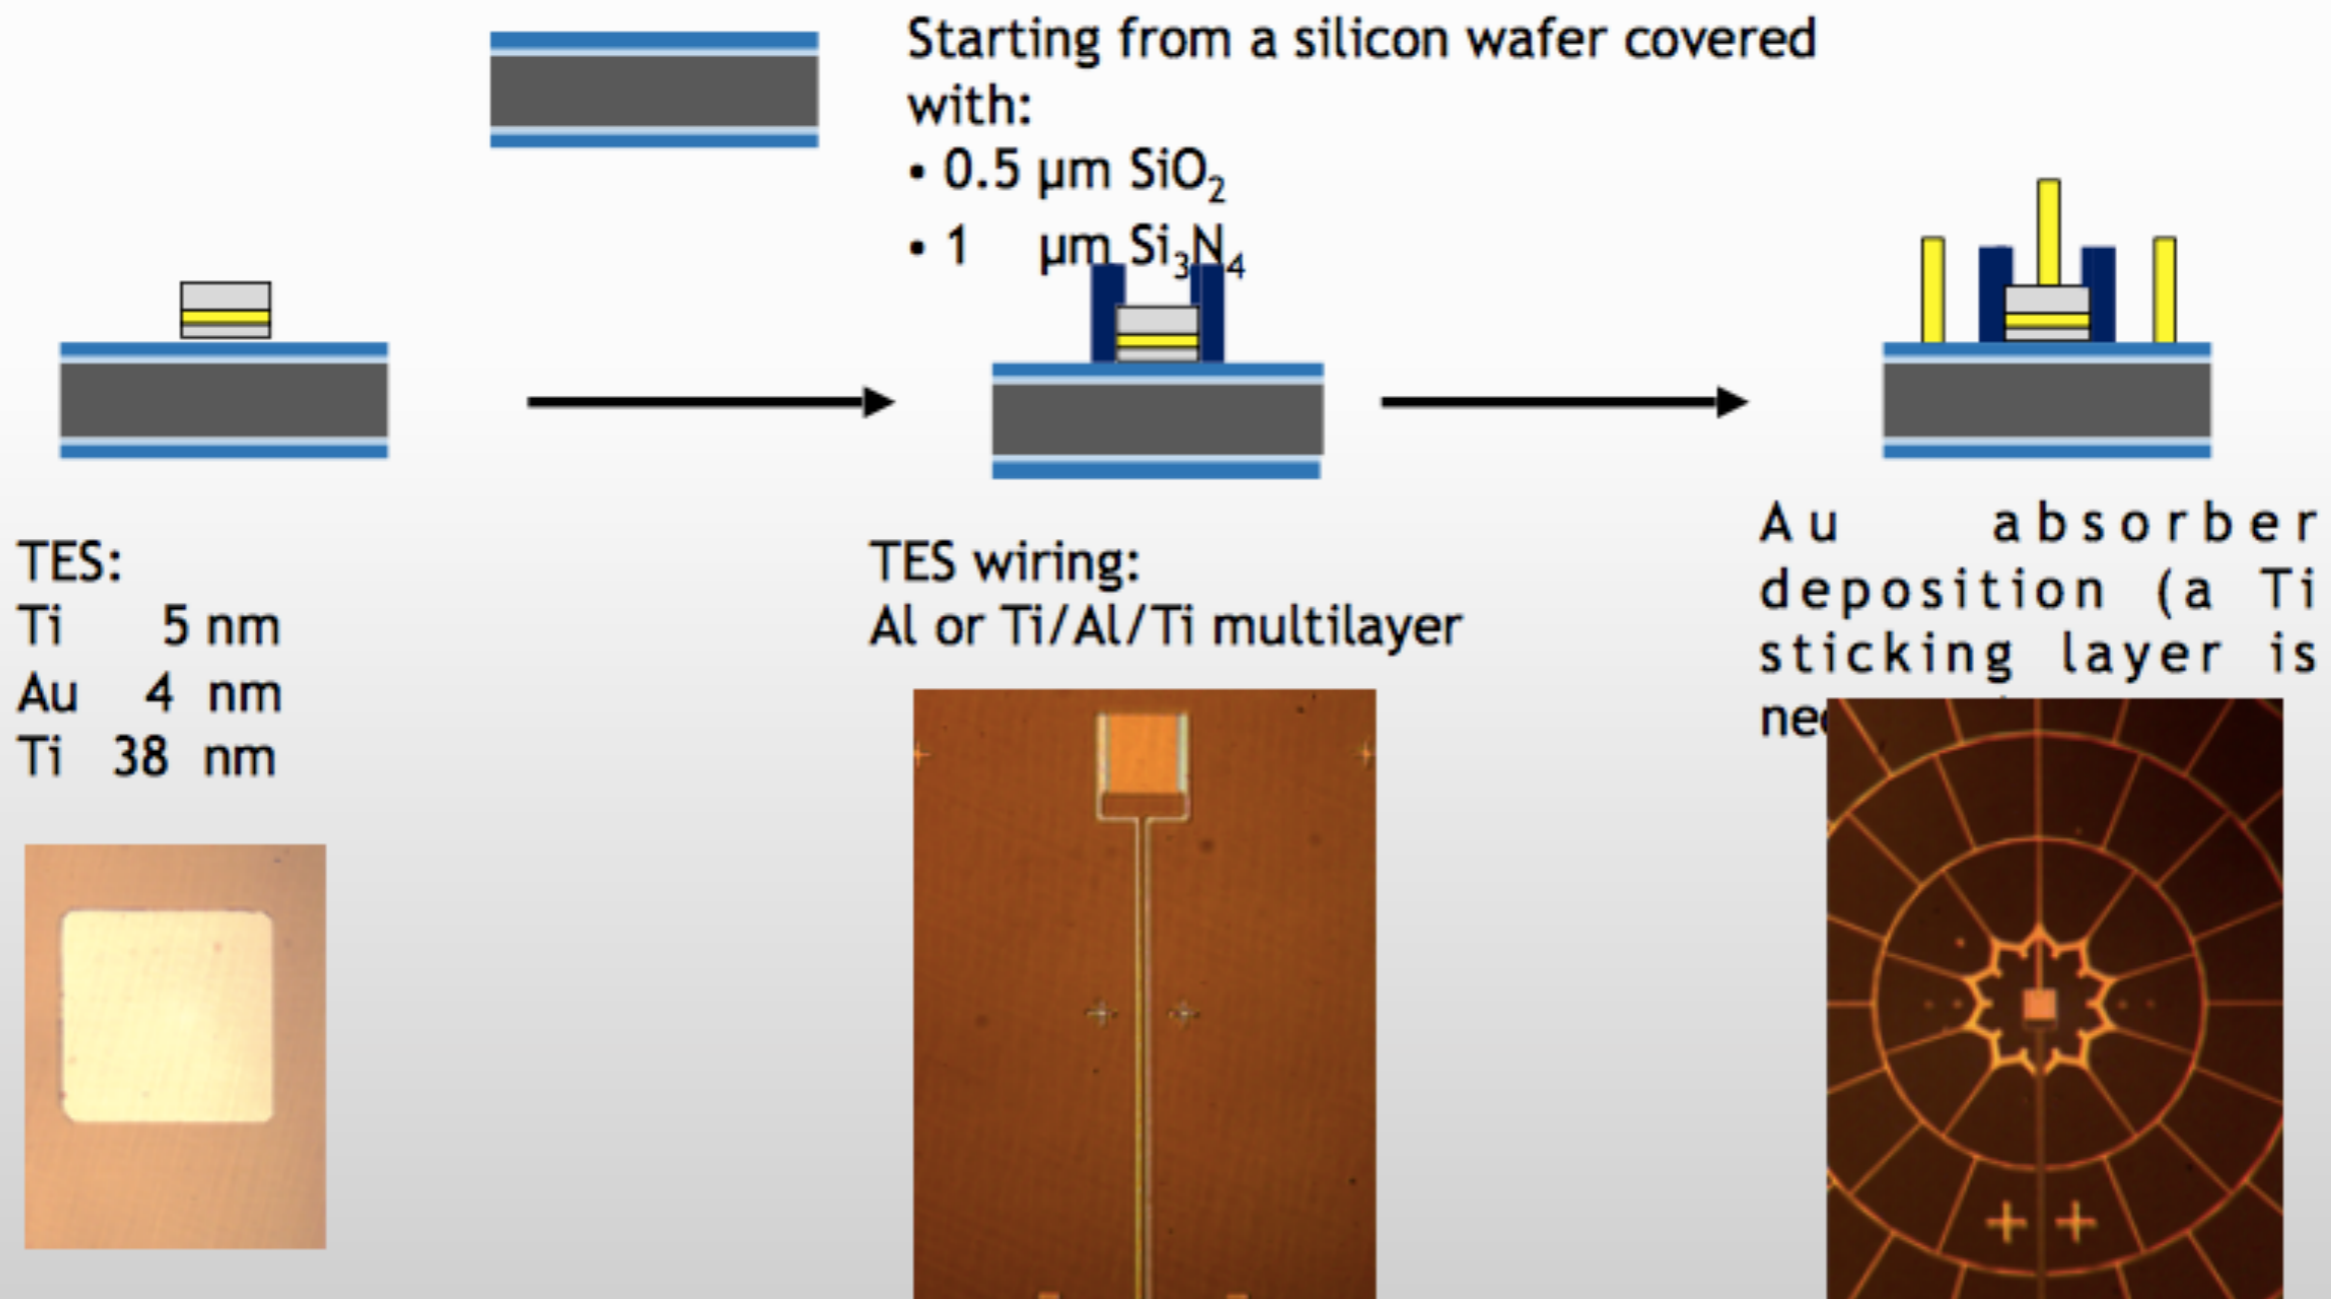 Starting from a silicon wafer covered
with:
• 0.5 µm SiO₂
• 1 µm Si₃N₄
TES:
Ti 5 nm
Au 4 nm
Ti 38 nm
TES wiring:
Al or Ti/Al/Ti multilayer
Au absorber
deposition (a Ti
sticking layer is